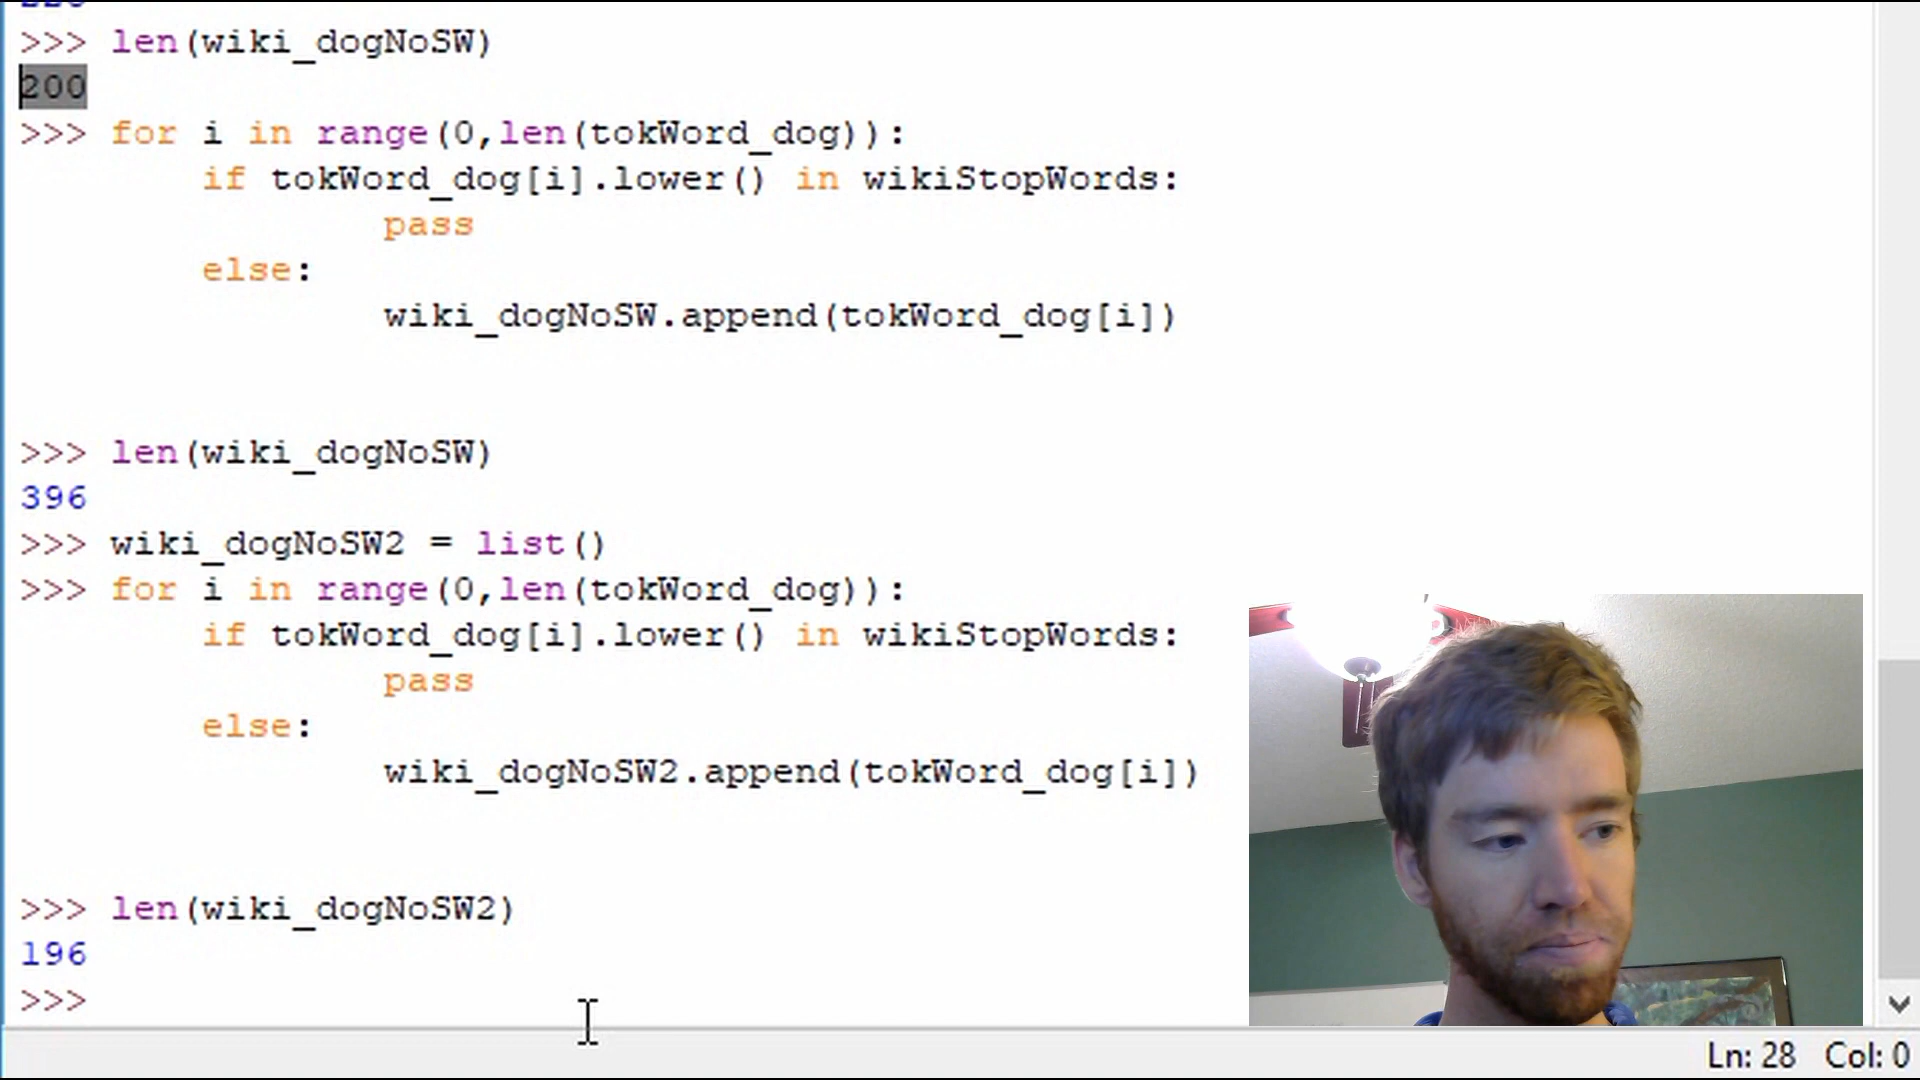 >>> len(wiki_dogNoSW)
200
>>> for i in range(0,len(tokWord_dog)):
if tokWord_dog[i].lower() in wikiStopWords:
pass
else:
wiki_dogNoSW.append(tokWord_dog[i])
>>> len(wiki_dogNoSW)
396
>>> wiki_dogNoSW2 = list()
>>> for i in range(0,len(tokWord_dog)):
if tokWord_dog[i].lower() in wikiStopWords:
pass
else:
wiki_dogNoSW2.append(tokWord_dog[i])
>>> len(wiki_dogNoSW2)
196
>>>
Ln: 28 Col: 0